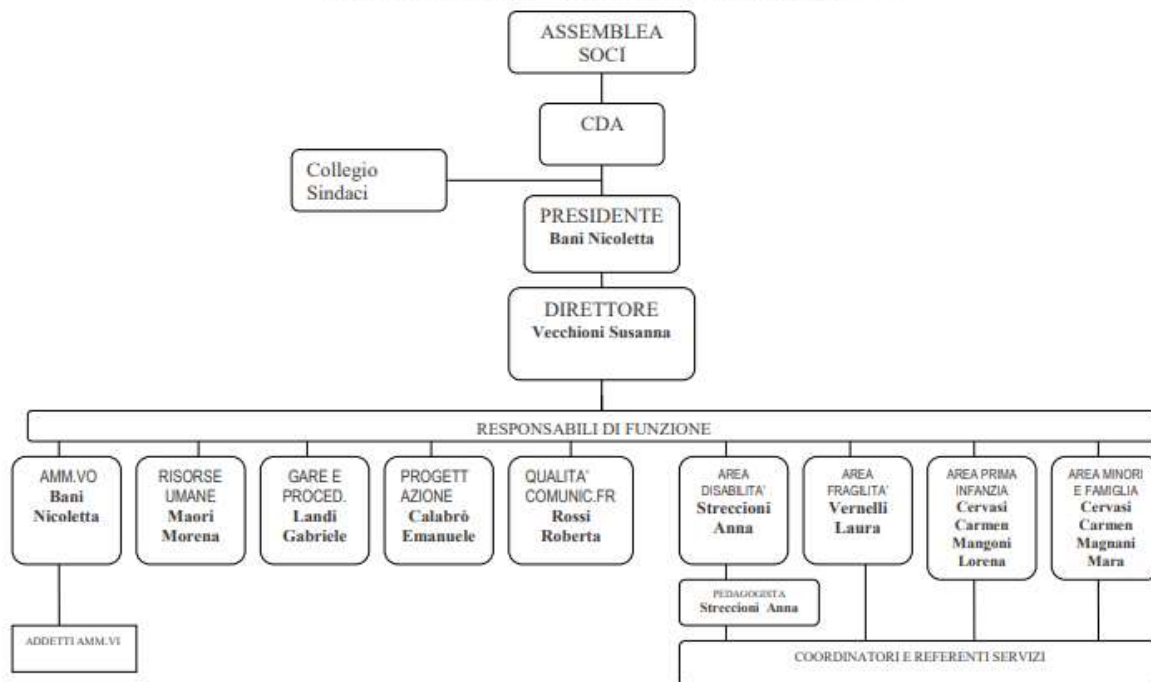 ASSEMBLEA
SOCI
CDA
Collegio
Sindaci
PRESIDENTE
Bani Nicoletta
DIRETTORE
Vecchioni Susanna
RESPONSABILI DI FUNZIONE
AMM.VO
Bani
Nicoletta
RISORSE
UMANE
Maori
Morena
GARE E
PROCED.
Landi
Gabriele
PROGETT
AZIONE
Calabrò
Emanuele
QUALITA'
COMUNIC.FR
Rossi
Roberta
AREA
DISABILITA'
Streccioni
Anna
AREA
FRAGILITA'
Vernelli
Laura
AREA PRIMA
INFANZIA
Cervasi
Carmen
Mangoni
Lorena
AREA MINORI
E FAMIGLIA
Cervasi
Carmen
Magnani
Mara
PEDAGOGISTA
Streccioni Anna
ADDETTI AMM.VI
COORDINATORI E REFERENTI SERVIZI